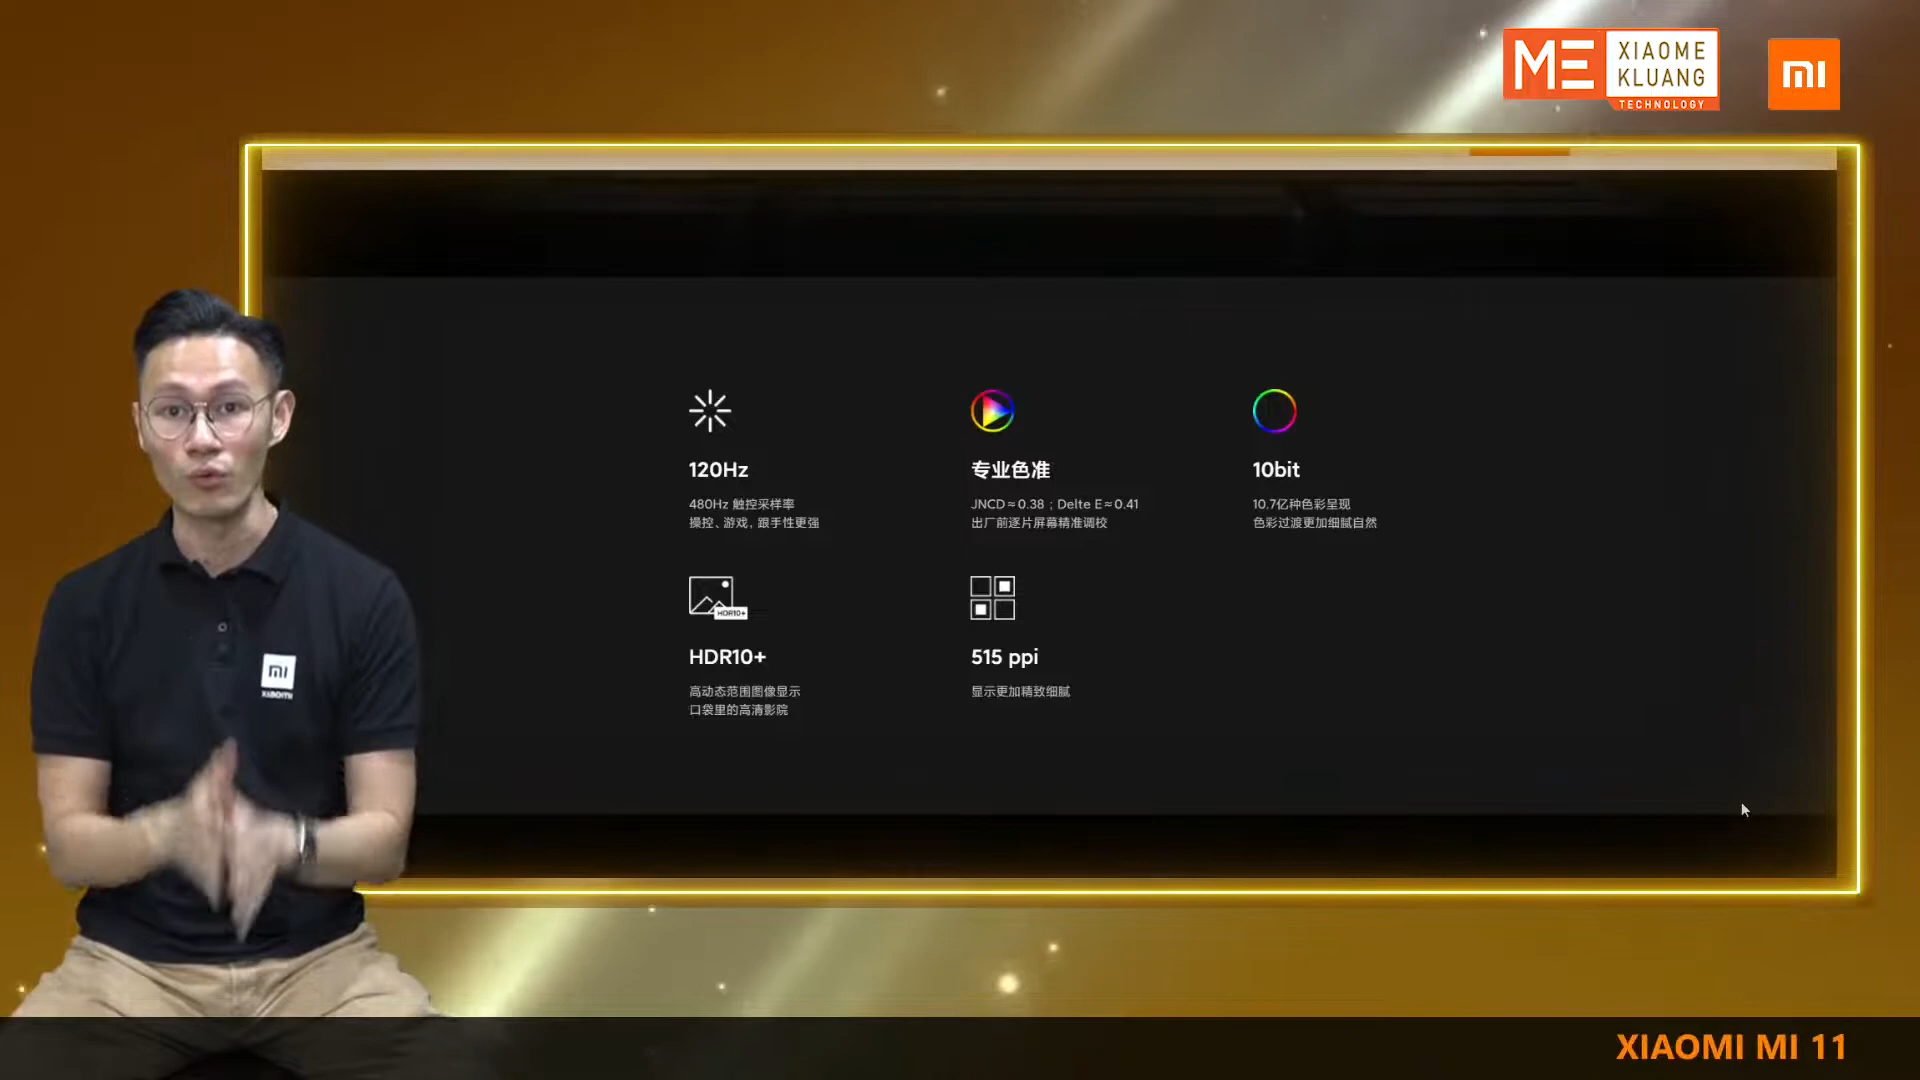 ME
XIAOME
KLUANG
TECHNOLOGY
120Hz
480Hz 触控采样率
操控、游戏，跟手性更强
专业色准
JNCD≈0.38；Delte E≈0.41
出厂前逐片屏幕精准调校
10bit
10.7亿种色彩呈现
色彩过渡更加细腻自然
HDR10+
HDR10+
高动态范围图像显示
口袋里的高清影院
515 ppi
显示更加精致细腻
XIAOMI
XIAOMI MI 11